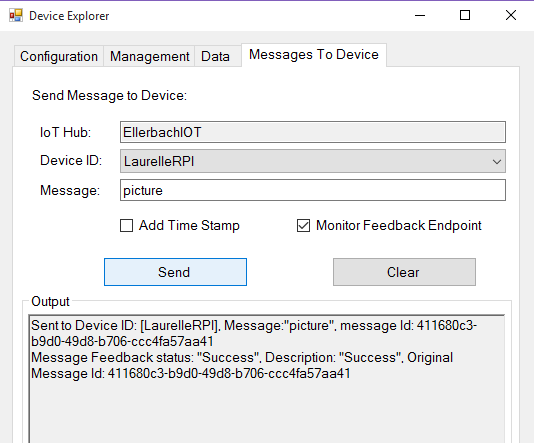 Device Explorer
Configuration Management Data Messages To Device
Send Message to Device:
IoT Hub: EllerbachIOT
Device ID: LaurelleRPI
Message: picture
Add Time Stamp Monitor Feedback Endpoint
Send Clear
Output
Sent to Device ID: [LaurelleRPI], Message:"picture", message Id: 411680c3-
b9d0-49d8-b706-ccc4fa57aa41
Message Feedback status: "Success", Description: "Success", Original
Message Id: 411680c3-b9d0-49d8-b706-ccc4fa57aa41